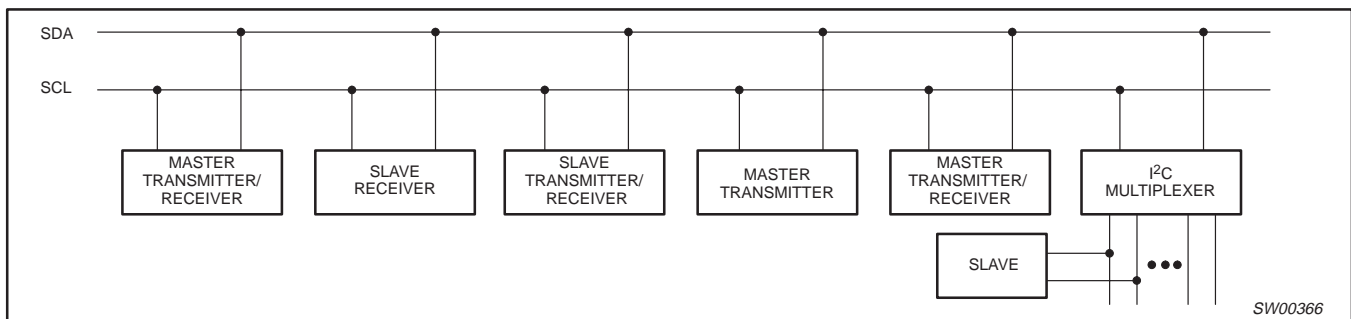 SDA
SCL
MASTER
TRANSMITTER/
RECEIVER
SLAVE
RECEIVER
SLAVE
TRANSMITTER/
RECEIVER
MASTER
TRANSMITTER
MASTER
TRANSMITTER/
RECEIVER
I²C
MULTIPLEXER
SLAVE
SW00366